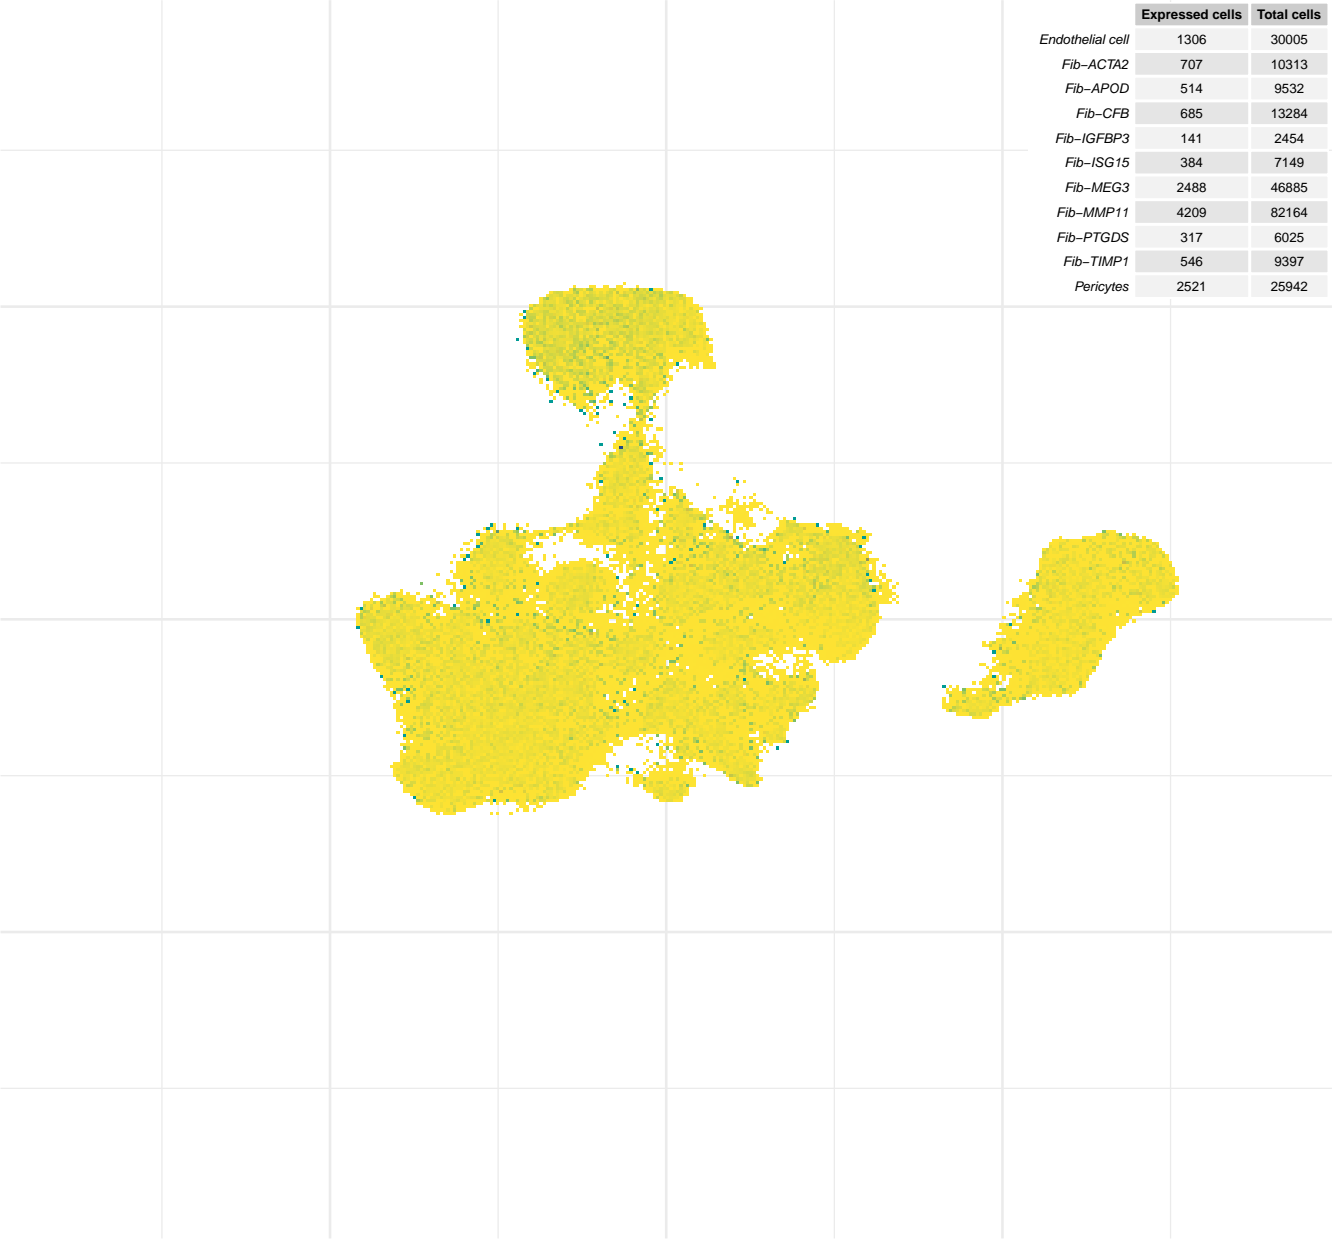 Expressed cells Total cells
Endothelial cell 1306 30005
Fib−ACTA2 707 10313
Fib−APOD 514 9532
Fib−CFB 685 13284
Fib−IGFBP3 141 2454
Fib−ISG15 384 7149
Fib−MEG3 2488 46885
Fib−MMP11 4209 82164
Fib−PTGDS 317 6025
Fib−TIMP1 546 9397
Pericytes 2521 25942